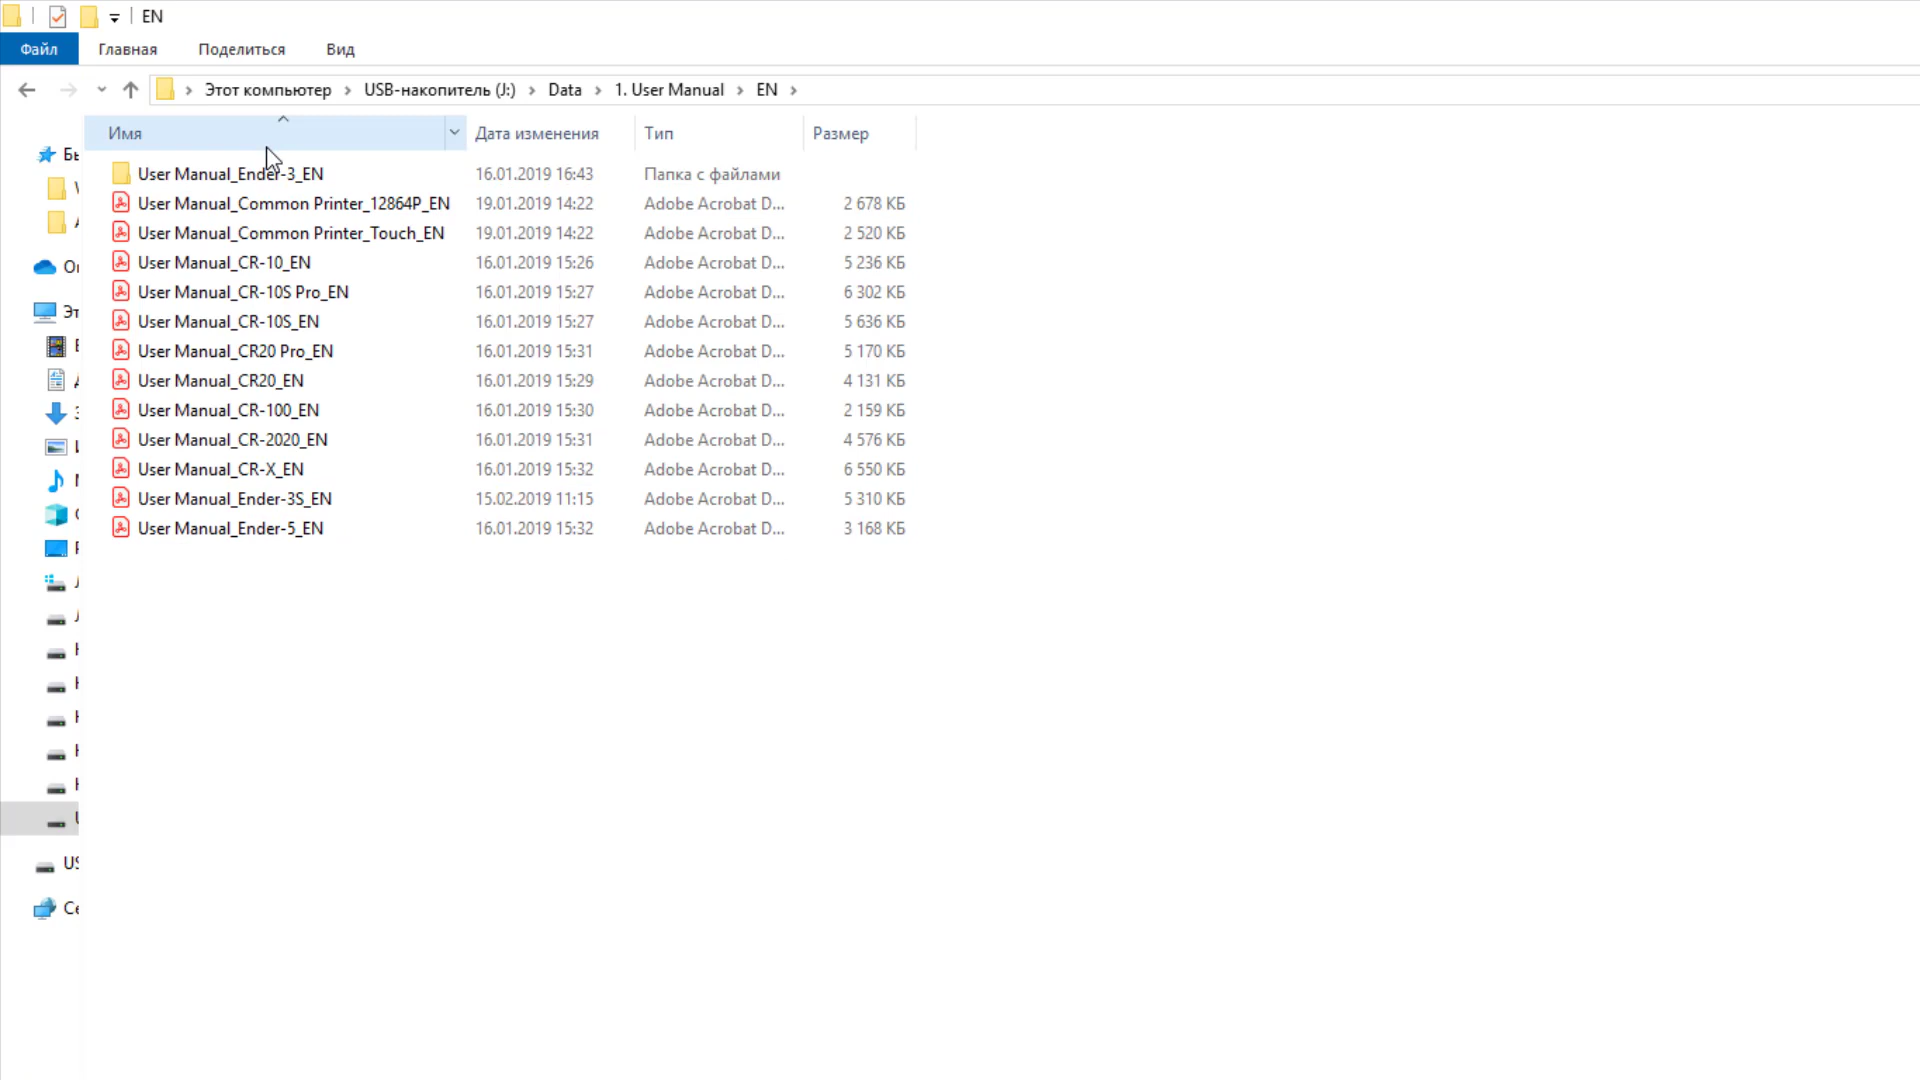 EN
Файл Главная Поделиться Вид
Этот компьютер USB-накопитель (J:) Data 1. User Manual EN
Имя Дата изменения Тип Размер
User Manual_Ender-3_EN 16.01.2019 16:43 Папка с файлами
User Manual_Common Printer_12864P_EN 19.01.2019 14:22 Adobe Acrobat D... 2 678 КБ
User Manual_Common Printer_Touch_EN 19.01.2019 14:22 Adobe Acrobat D... 2 520 КБ
User Manual_CR-10_EN 16.01.2019 15:26 Adobe Acrobat D... 5 236 КБ
User Manual_CR-10S Pro_EN 16.01.2019 15:27 Adobe Acrobat D... 6 302 КБ
User Manual_CR-10S_EN 16.01.2019 15:27 Adobe Acrobat D... 5 636 КБ
User Manual_CR20 Pro_EN 16.01.2019 15:31 Adobe Acrobat D... 5 170 КБ
User Manual_CR20_EN 16.01.2019 15:29 Adobe Acrobat D... 4 131 КБ
User Manual_CR-100_EN 16.01.2019 15:30 Adobe Acrobat D... 2 159 КБ
User Manual_CR-2020_EN 16.01.2019 15:31 Adobe Acrobat D... 4 576 КБ
User Manual_CR-X_EN 16.01.2019 15:32 Adobe Acrobat D... 6 550 КБ
User Manual_Ender-3S_EN 15.02.2019 11:15 Adobe Acrobat D... 5 310 КБ
User Manual_Ender-5_EN 16.01.2019 15:32 Adobe Acrobat D... 3 168 КБ